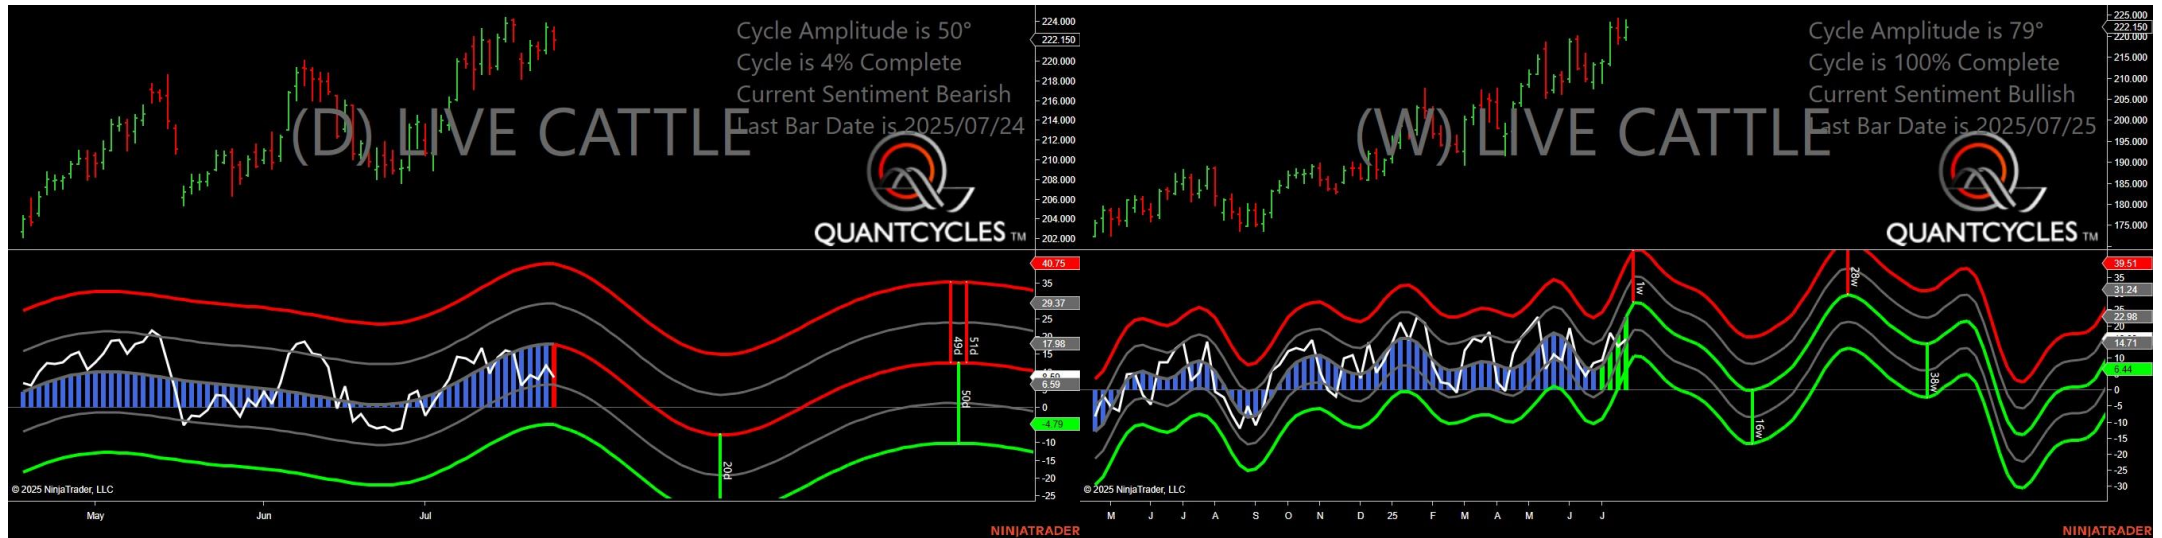 Cycle Amplitude is 50°
Cycle is 4% Complete
Current Sentiment Bearish
Last Bar Date is 2025/07/24
(D) LIVE CATTLE
QUANTCYCLES TM
224.000
222.150
220.000
218.000
216.000
214.000
212.000
210.000
208.000
206.000
204.000
202.000
40.75
35
29.37
25
20
17.98
15
6.59
0
-4.79
-10
-15
-20
-25
49d
51d
50d
20d
© 2025 NinjaTrader, LLC
May Jun Jul
NINJATRADER
Cycle Amplitude is 79°
Cycle is 100% Complete
Current Sentiment Bullish
Last Bar Date is 2025/07/25
(W) LIVE CATTLE
QUANTCYCLES TM
225.000
222.150
220.000
215.000
210.000
205.000
200.000
195.000
190.000
185.000
180.000
175.000
39.51
31.24
25
22.98
20
14.71
10
6.44
0
-5
-10
-15
-20
-25
-30
1w
28w
16w
38w
© 2025 NinjaTrader, LLC
M J J A S O N D 25 F M A M J J
NINJATRADER